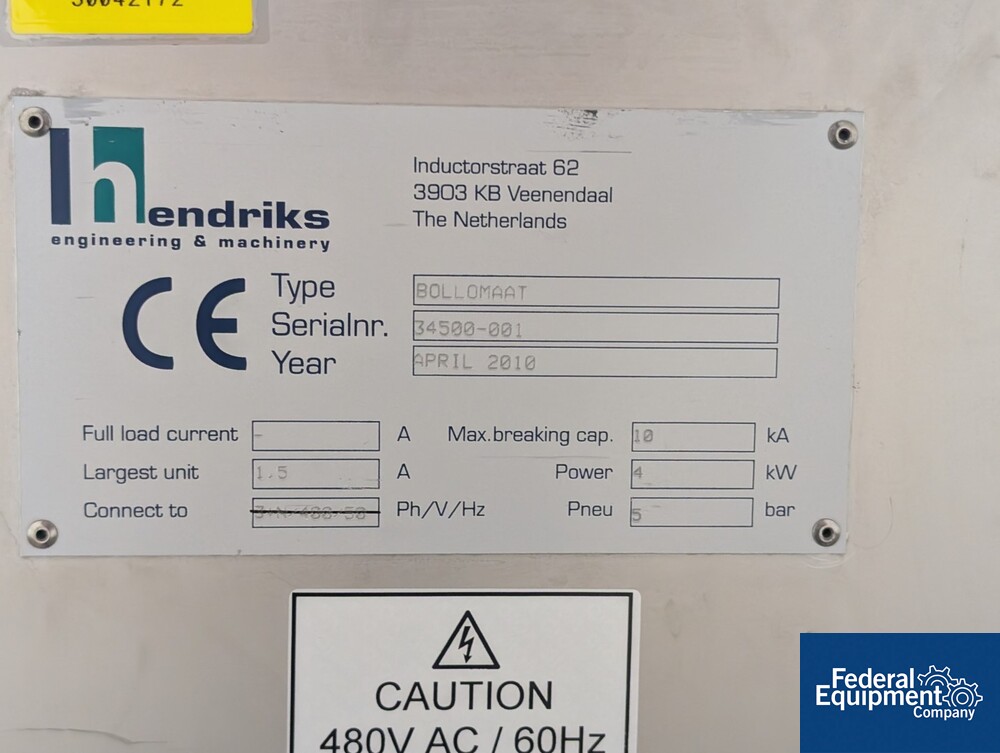 hendriks
engineering & machinery
Inductorstraat 62
3903 KB Veenendaal
The Netherlands
CE
Type BOLLOMAAT
Serialnr. 34500-001
Year APRIL 2010
Full load current - A Max.breaking cap. 10 kA
Largest unit 1.5 A Power 4 kW
Connect to Ph/V/Hz Pneu 5 bar
CAUTION
480V AC / 60Hz
Federal
Equipment
Company